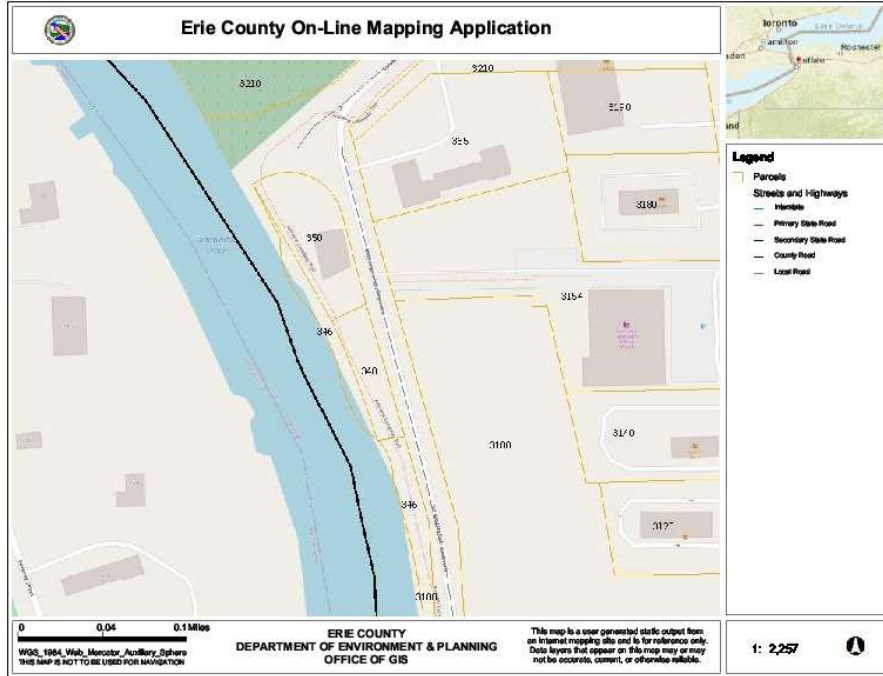 Erie County On-Line Mapping Application
Toronto
Hamilton
Rochester
Buffalo
Legend
Parcels
Streets and Highways
Interstate
Primary State Road
Secondary State Road
County Road
Local Road
3210
3210
3190
355
3180
350
3154
346
340
3140
3100
346
3100
0 0.04 0.1 Miles
WGS_1984_Web_Mercator_Auxiliary_Sphere
THIS MAP IS NOT TO BE USED FOR NAVIGATION
ERIE COUNTY
DEPARTMENT OF ENVIRONMENT & PLANNING
OFFICE OF GIS
This map is a user generated static output from
an Internet mapping site and is for reference only.
Data layers that appear on this map may or may
not be accurate, current, or otherwise reliable.
1: 2,257